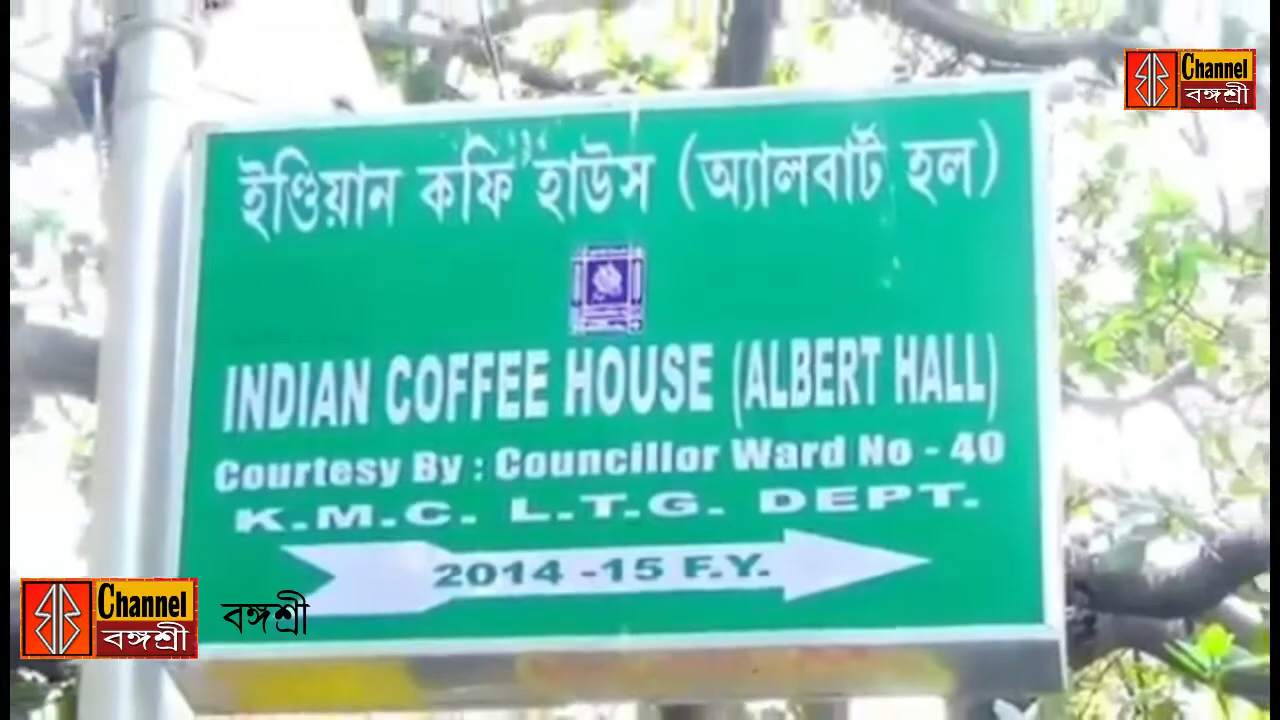 Channel
বঙ্গশ্রী
ইণ্ডিয়ান কফি হাউস (অ্যালবার্ট হল)
INDIAN COFFEE HOUSE (ALBERT HALL)
Courtesy By : Councillor Ward No - 40
K.M.C. L.T.G. DEPT.
2014 -15 F.Y.
Channel
বঙ্গশ্রী
বঙ্গশ্রী